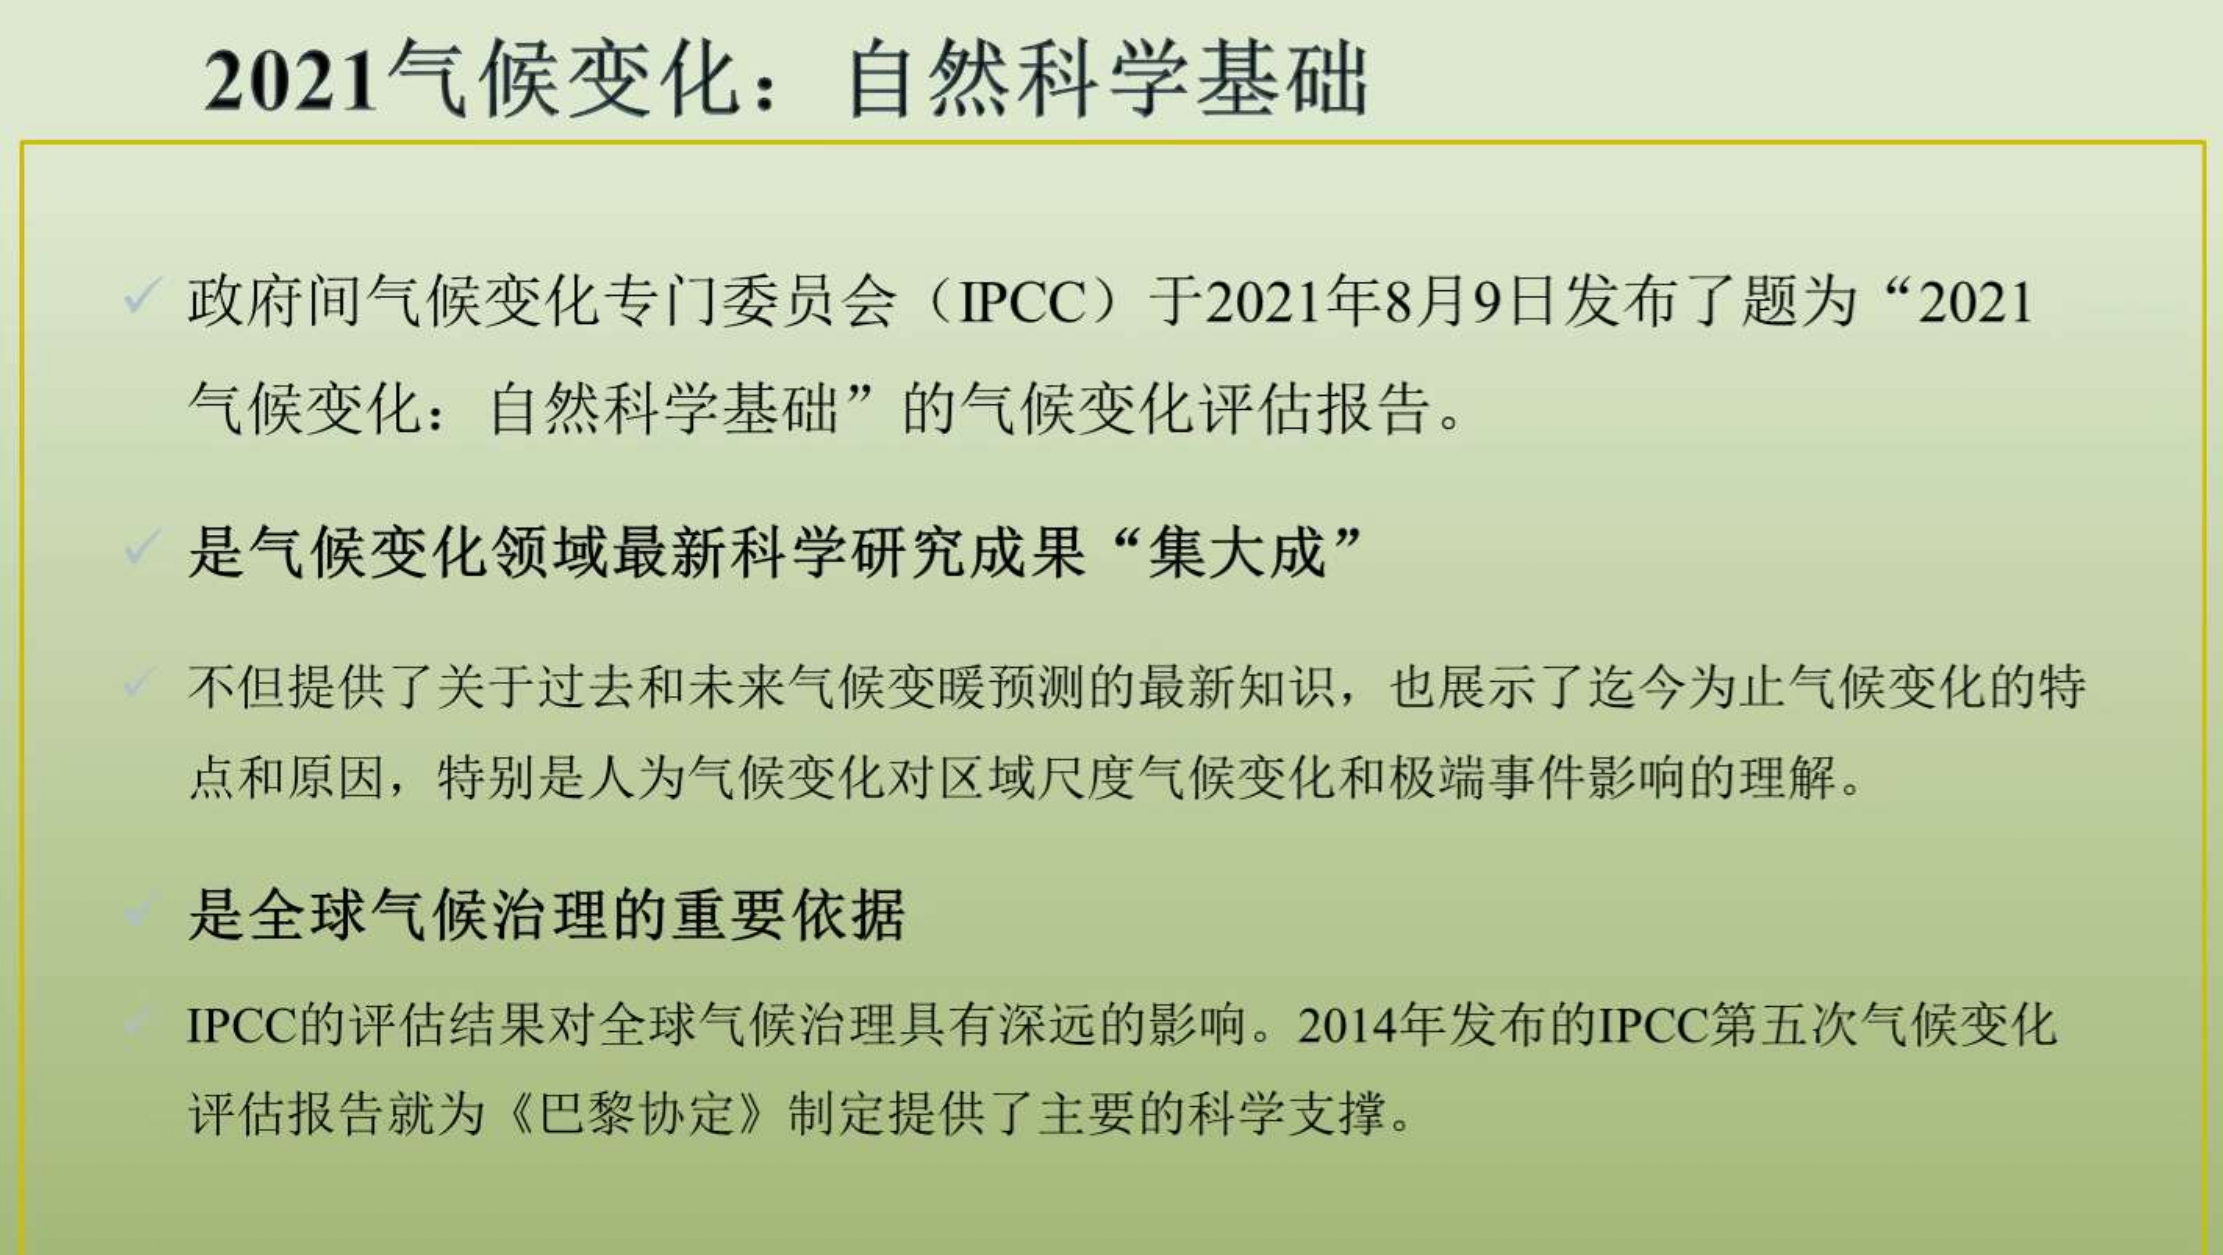 2021气候变化：自然科学基础
政府间气候变化专门委员会（IPCC）于2021年8月9日发布了题为“2021
气候变化：自然科学基础”的气候变化评估报告。
是气候变化领域最新科学研究成果“集大成”
不但提供了关于过去和未来气候变暖预测的最新知识，也展示了迄今为止气候变化的特
点和原因，特别是人为气候变化对区域尺度气候变化和极端事件影响的理解。
是全球气候治理的重要依据
IPCC的评估结果对全球气候治理具有深远的影响。2014年发布的IPCC第五次气候变化
评估报告就为《巴黎协定》制定提供了主要的科学支撑。